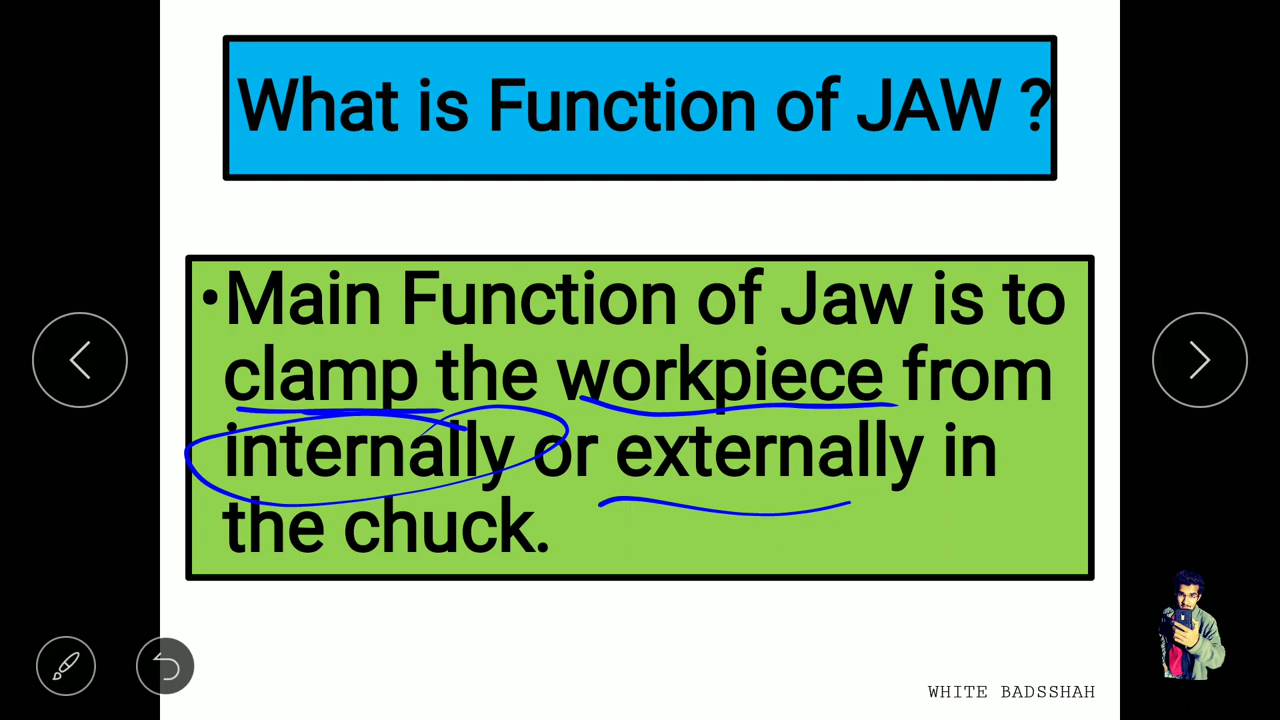 What is Function of JAW ?
•Main Function of Jaw is to
clamp the workpiece from
internally or externally in
the chuck.
WHITE BADSSHAH